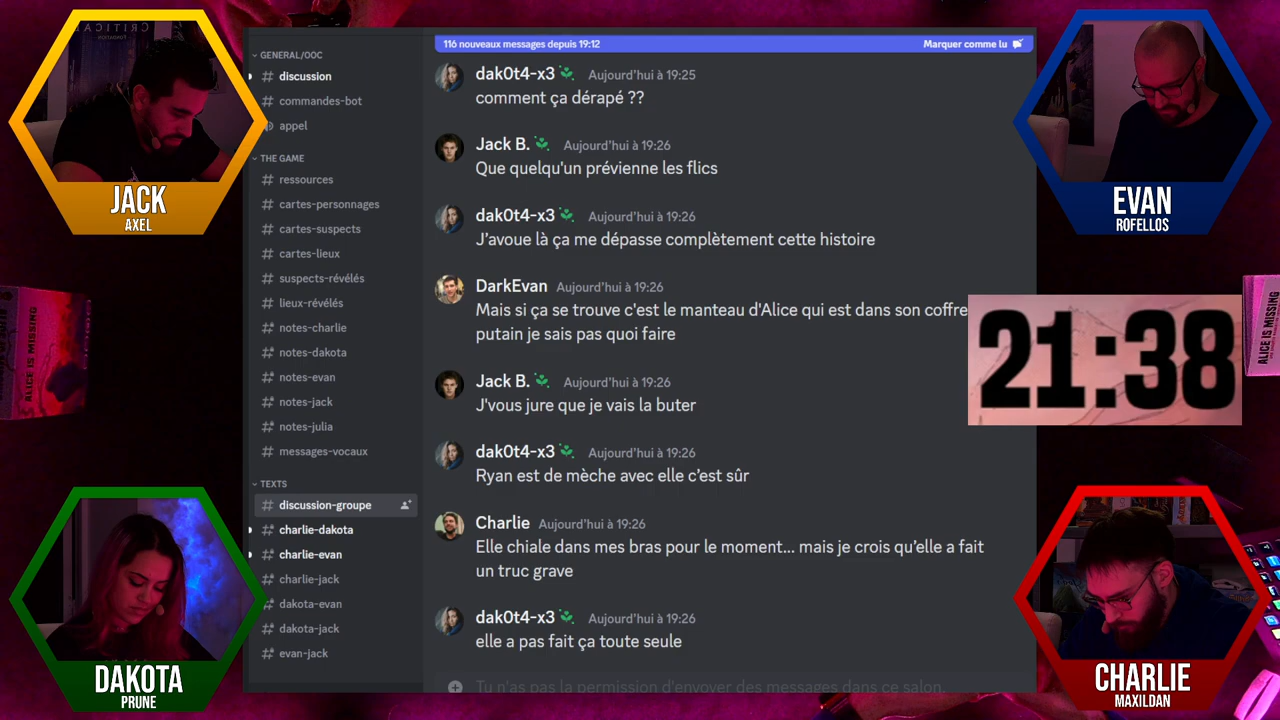 CRITICAL
FONDATION
JACK
AXEL
GENERAL/OOC
discussion
commandes-bot
appel
THE GAME
ressources
cartes-personnages
cartes-suspects
cartes-lieux
suspects-révélés
lieux-révélés
notes-charlie
notes-dakota
notes-evan
notes-jack
notes-julia
messages-vocaux
TEXTS
discussion-groupe
charlie-dakota
charlie-evan
charlie-jack
dakota-evan
dakota-jack
evan-jack
116 nouveaux messages depuis 19:12
Marquer comme lu
dak0t4-x3 Aujourd'hui à 19:25
comment ça dérapé ??
Jack B. Aujourd'hui à 19:26
Que quelqu'un prévienne les flics
dak0t4-x3 Aujourd'hui à 19:26
J'avoue là ça me dépasse complètement cette histoire
DarkEvan Aujourd'hui à 19:26
Mais si ça se trouve c'est le manteau d'Alice qui est dans son coffre
putain je sais pas quoi faire
Jack B. Aujourd'hui à 19:26
J'vous jure que je vais la buter
dak0t4-x3 Aujourd'hui à 19:26
Ryan est de mèche avec elle c'est sûr
Charlie Aujourd'hui à 19:26
Elle chiale dans mes bras pour le moment... mais je crois qu'elle a fait
un truc grave
dak0t4-x3 Aujourd'hui à 19:26
elle a pas fait ça toute seule
Tu n'as pas la permission d'envoyer des messages dans ce salon.
EVAN
ROFELLOS
21:38
ALICE IS MISSING
ALICE IS MISSING
DAKOTA
PRUNE
CHARLIE
MAXILDAN